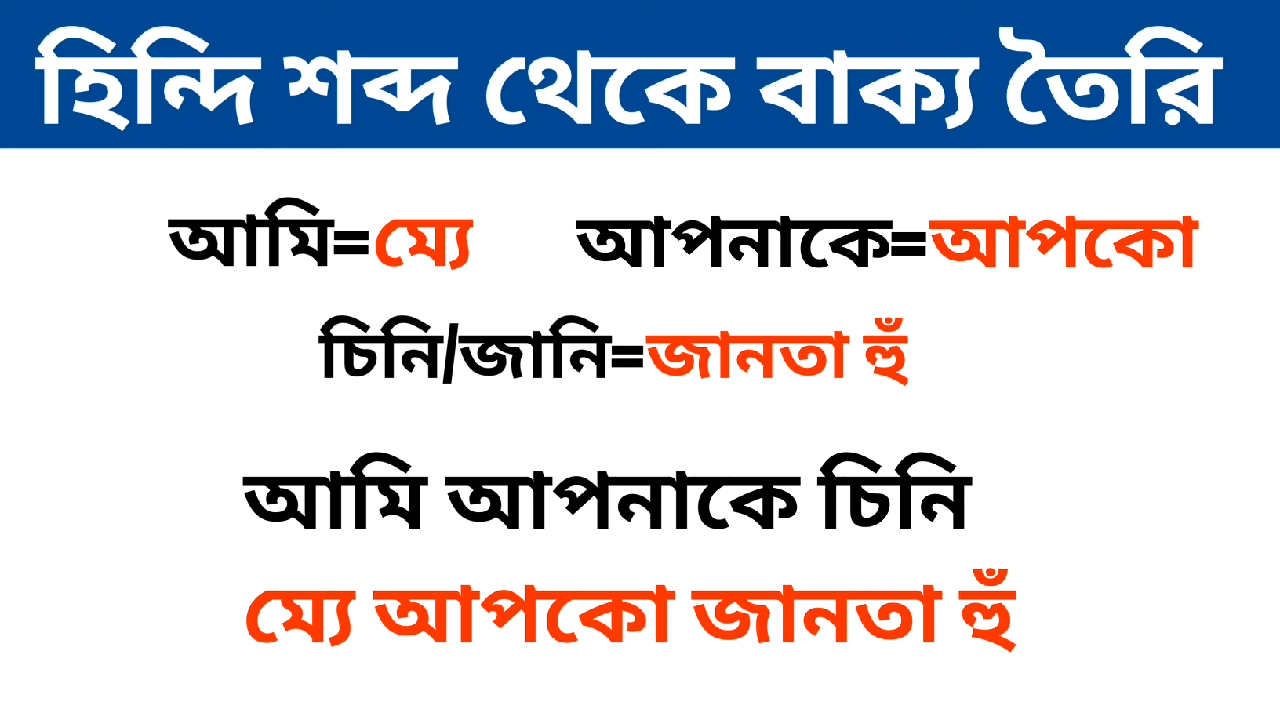 হিন্দি শব্দ থেকে বাক্য তৈরি
আমি=ম্যে আপনাকে=আপকো
চিনি/জানি=জানতা হুঁ
আমি আপনাকে চিনি
ম্যে আপকো জানতা হুঁ